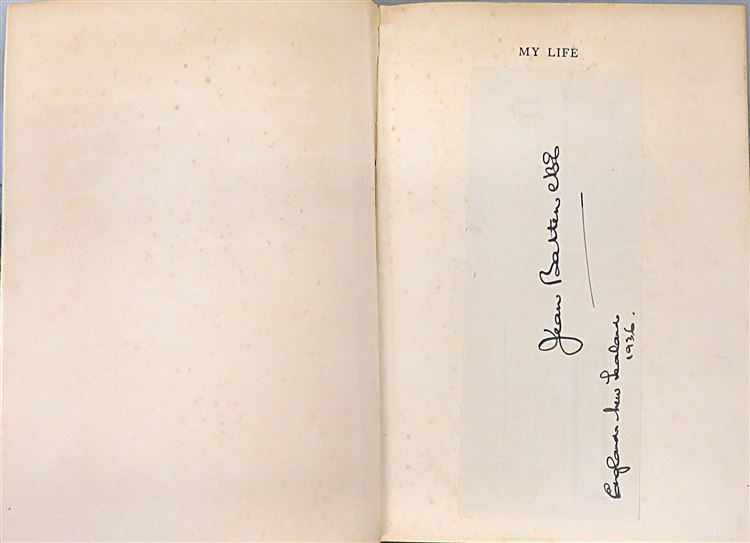 MY LIFE
Jean Batten CBE
England - New Zealand
1936.